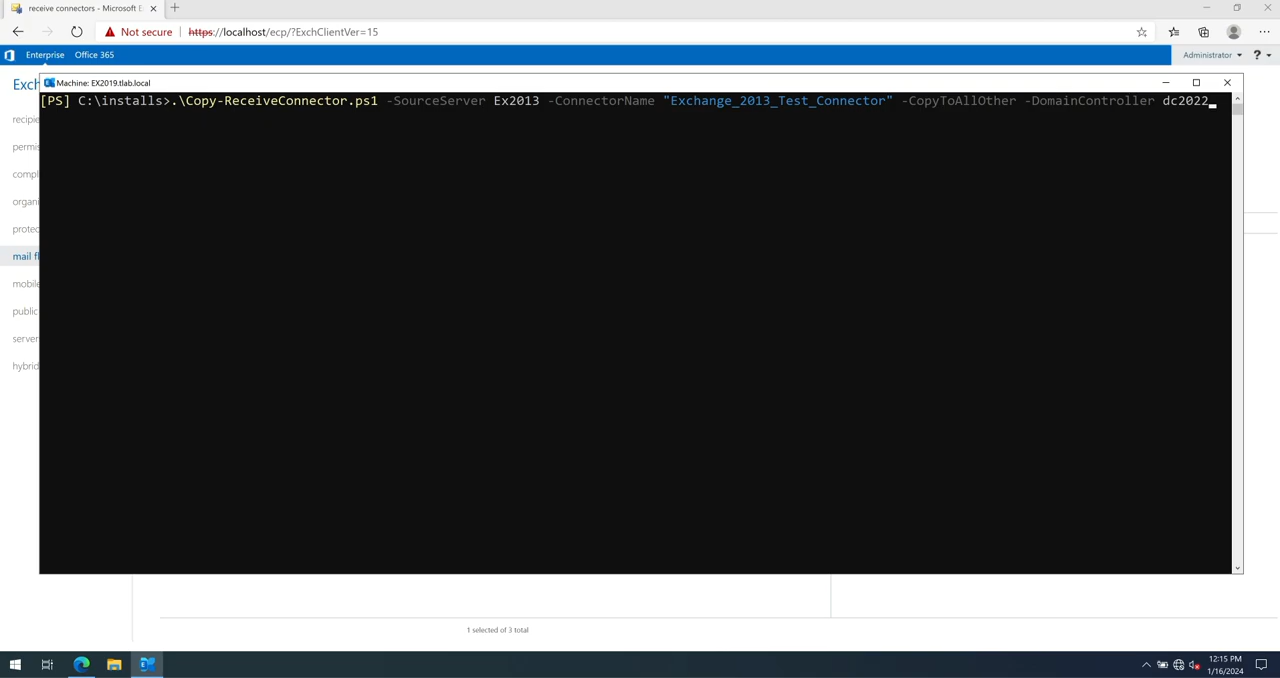 receive connectors - Microsoft E
Not secure
https://localhost/ecp/?ExchClientVer=15
Enterprise Office 365
Administrator ?
Exch
Machine: EX2019.tlab.local
[PS] C:\installs>.\Copy-ReceiveConnector.ps1 -SourceServer Ex2013 -ConnectorName "Exchange_2013_Test_Connector" -CopyToAllOther -DomainController dc2022_
recipie
permis
compl
organi
protec
mail fl
mobile
public
server
hybrid
1 selected of 3 total
12:15 PM
1/16/2024